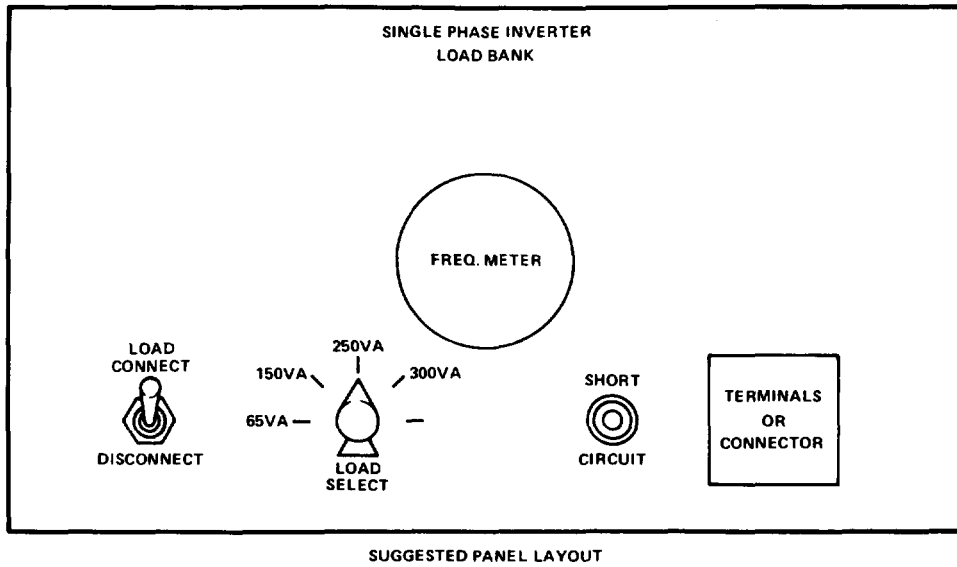 SINGLE PHASE INVERTER
LOAD BANK
FREQ. METER
LOAD
CONNECT
DISCONNECT
65VA
150VA
250VA
300VA
LOAD
SELECT
SHORT
CIRCUIT
TERMINALS
OR
CONNECTOR
SUGGESTED PANEL LAYOUT